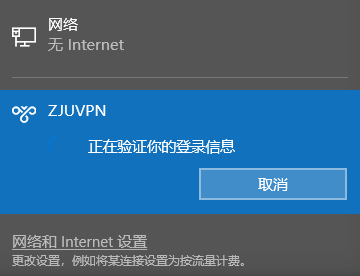 网络
无 Internet
ZJUVPN
正在验证你的登录信息
取消
网络和 Internet 设置
更改设置，例如将某连接设置为按流量计费。